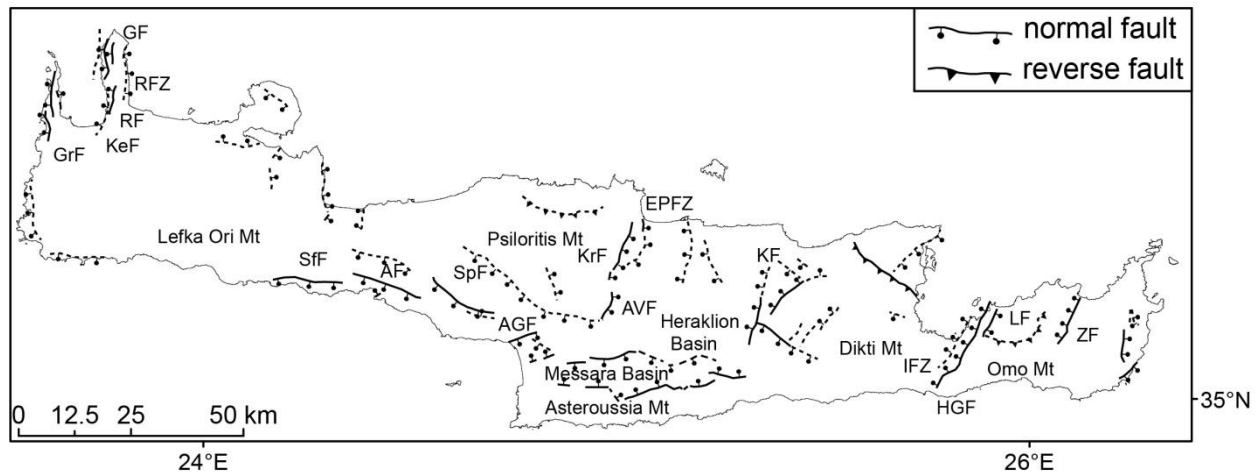 GF
normal fault
reverse fault
RFZ
RF
KeF
GrF
EPFZ
Lefka Ori Mt
Psiloritis Mt
KrF
KF
SfF
AF
SpF
AVF
Heraklion
Basin
LF
AGF
ZF
Dikti Mt
IFZ
Messara Basin
Omo Mt
Asteroussia Mt
HGF
0 12.5 25 50 km
35°N
24°E
26°E